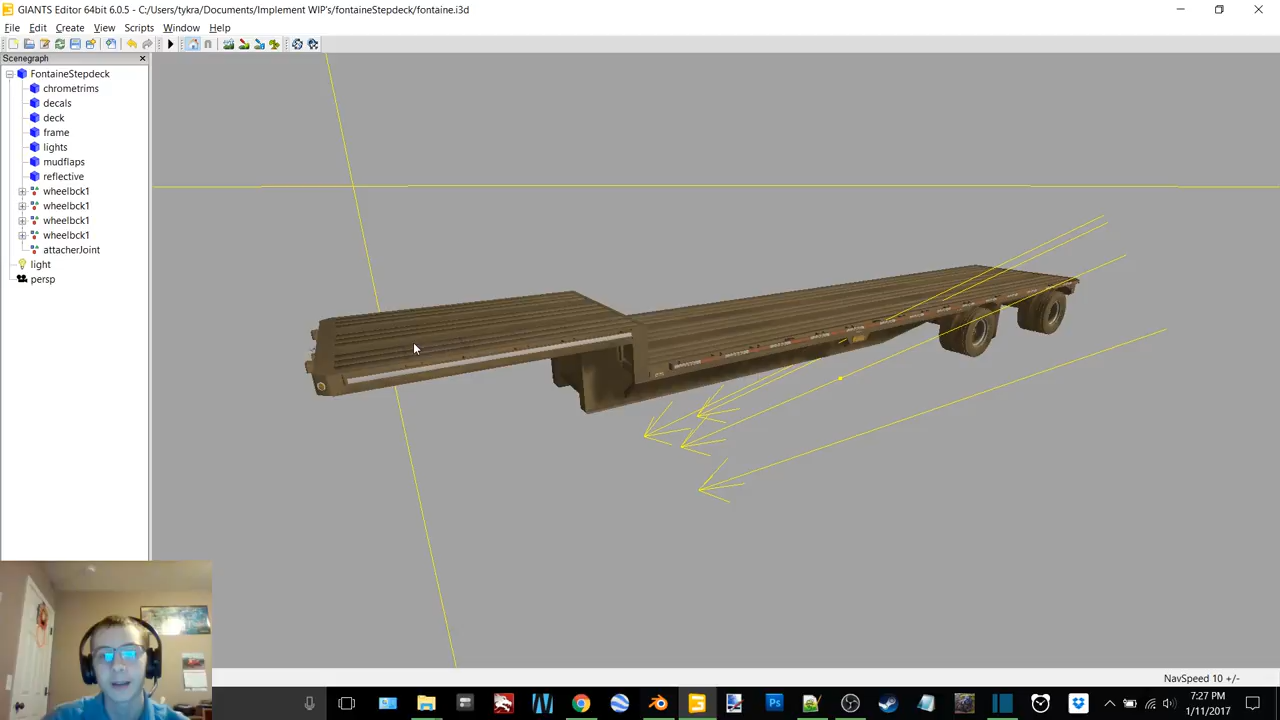 GIANTS Editor 64bit 6.0.5 - C:/Users/tykra/Documents/Implement WIP's/fontaineStepdeck/fontaine.i3d
File Edit Create View Scripts Window Help
Scenegraph
FontaineStepdeck
chrometrims
decals
deck
frame
lights
mudflaps
reflective
wheelbck1
wheelbck1
wheelbck1
wheelbck1
attacherJoint
light
persp
NavSpeed 10 +/-
7:27 PM
1/11/2017